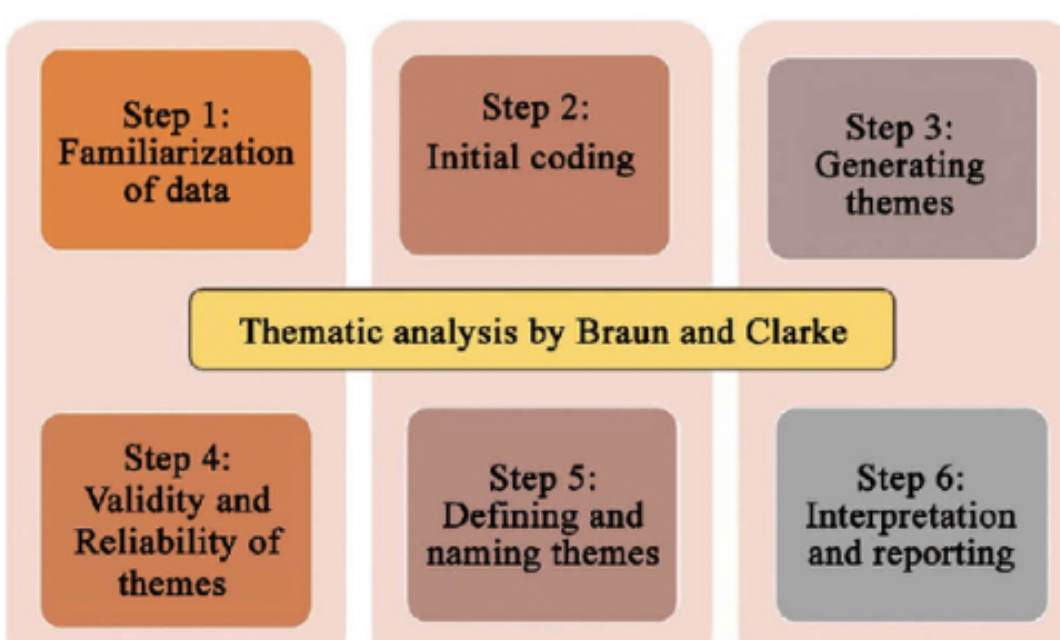 Step 1:
Familiarization
of data
Step 2:
Initial coding
Step 3:
Generating
themes
Thematic analysis by Braun and Clarke
Step 4:
Validity and
Reliability of
themes
Step 5:
Defining and
naming themes
Step 6:
Interpretation
and reporting